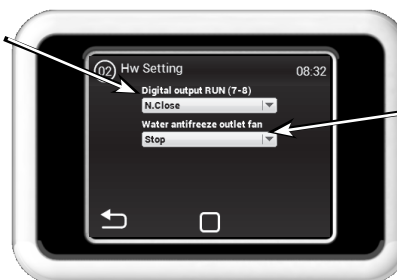 02 Hw Setting 08:32
Digital output RUN (7-8)
N.Close
Water antifreeze outlet fan
Stop